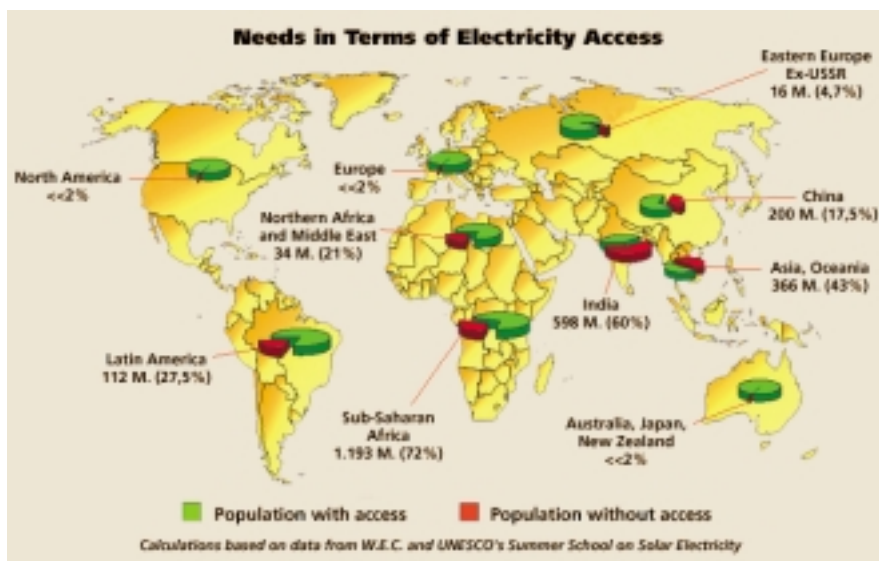 Needs in Terms of Electricity Access
Eastern Europe
Ex-USSR
16 M. (4,7%)
North America
<<2%
Europe
<<2%
China
200 M. (17,5%)
Northern Africa
and Middle East
34 M. (21%)
Asia, Oceania
366 M. (43%)
India
598 M. (60%)
Latin America
112 M. (27,5%)
Sub-Saharan
Africa
1.193 M. (72%)
Australia, Japan,
New Zealand
<<2%
Population with access
Population without access
Calculations based on data from W.E.C. and UNESCO's Summer School on Solar Electricity